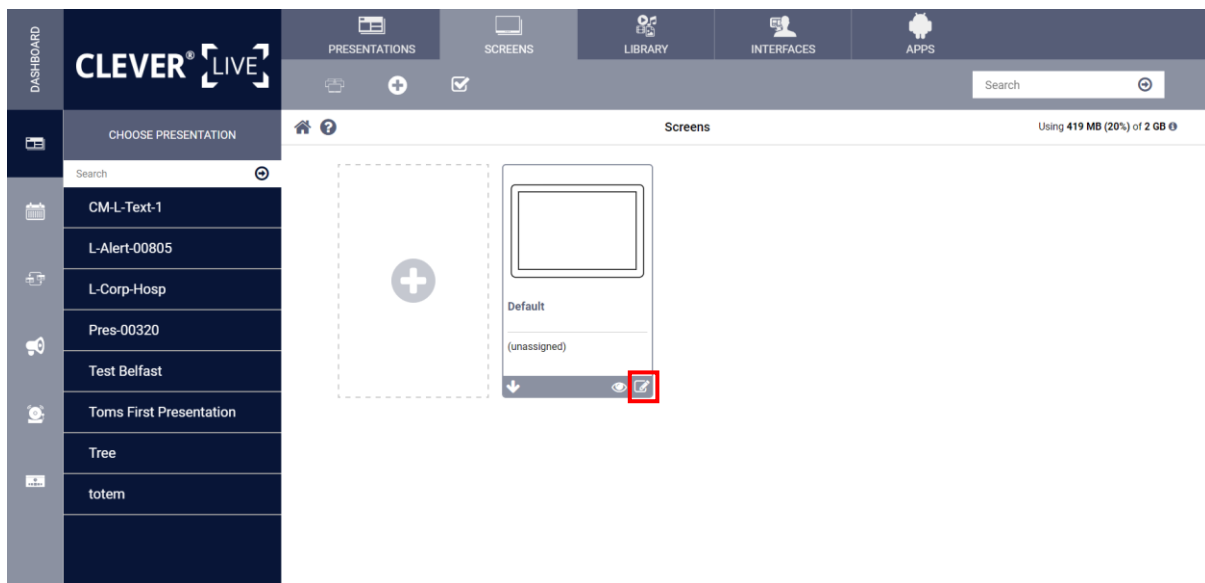 DASHBOARD
CLEVER® [LIVE]
PRESENTATIONS
SCREENS
LIBRARY
INTERFACES
APPS
Search
CHOOSE PRESENTATION
Screens
Using 419 MB (20%) of 2 GB
Search
CM-L-Text-1
L-Alert-00805
L-Corp-Hosp
Pres-00320
Test Belfast
Toms First Presentation
Tree
totem
Default
(unassigned)